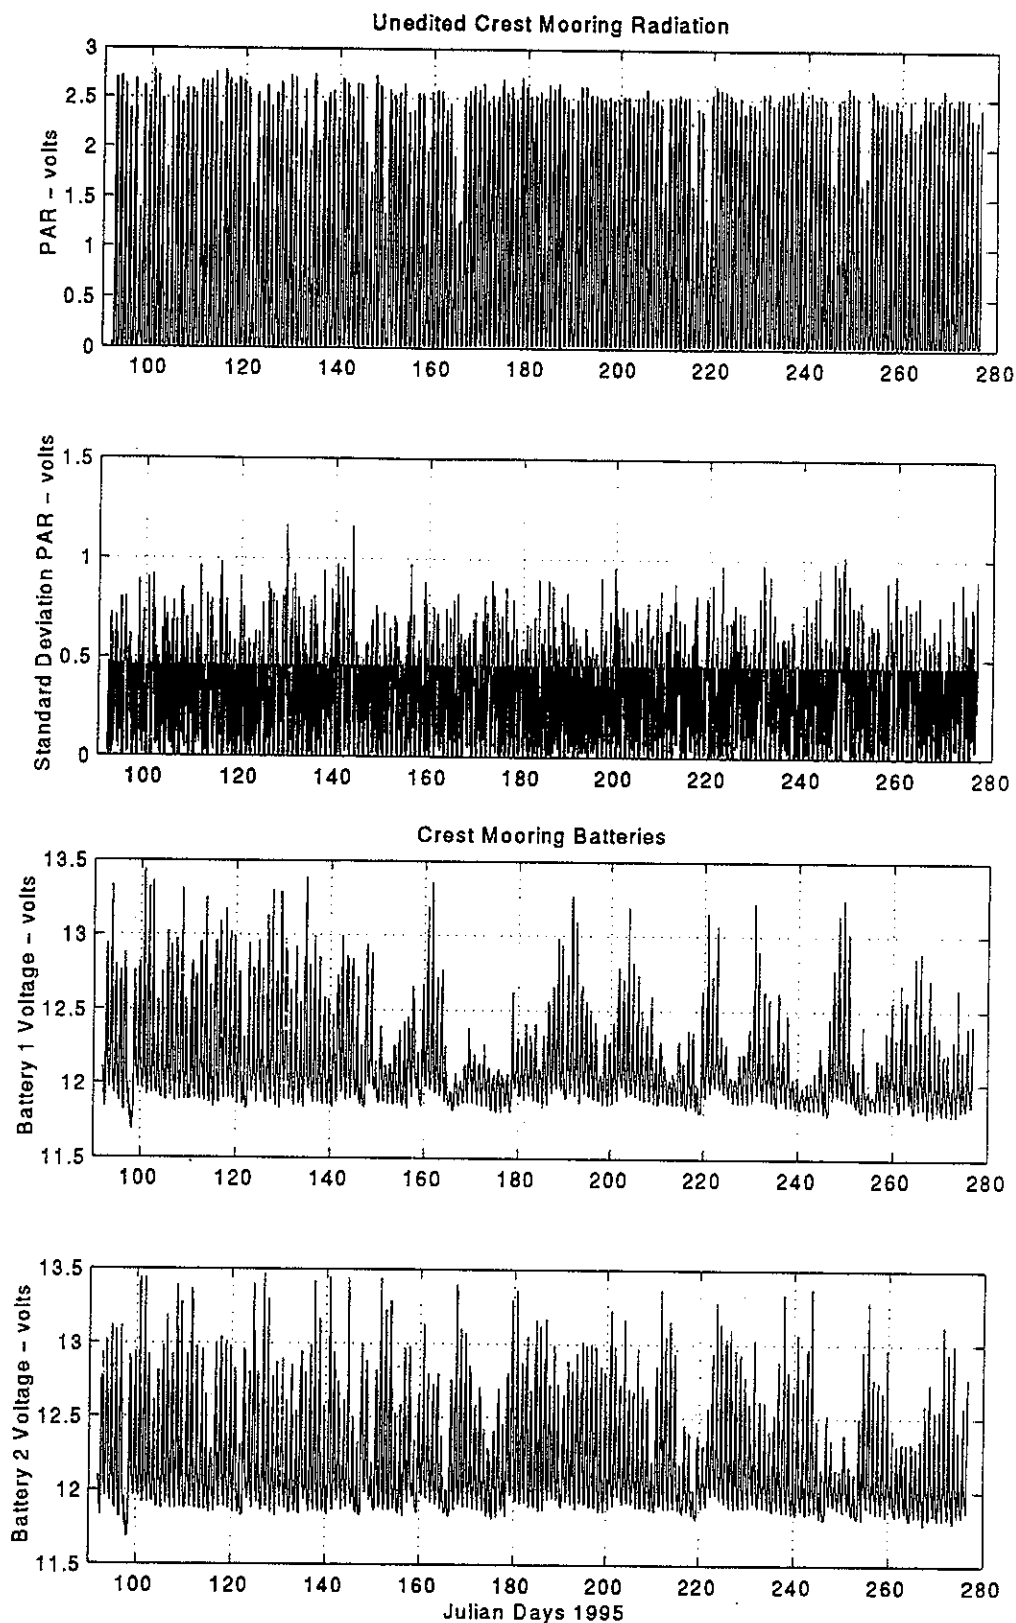 Unedited Crest Mooring Radiation
PAR – volts
3
2.5
2
1.5
1
0.5
0
100 120 140 160 180 200 220 240 260 280
Standard Deviation PAR – volts
1.5
1
0.5
0
100 120 140 160 180 200 220 240 260 280
Crest Mooring Batteries
Battery 1 Voltage – volts
13.5
13
12.5
12
11.5
100 120 140 160 180 200 220 240 260 280
Battery 2 Voltage – volts
13.5
13
12.5
12
11.5
100 120 140 160 180 200 220 240 260 280
Julian Days 1995